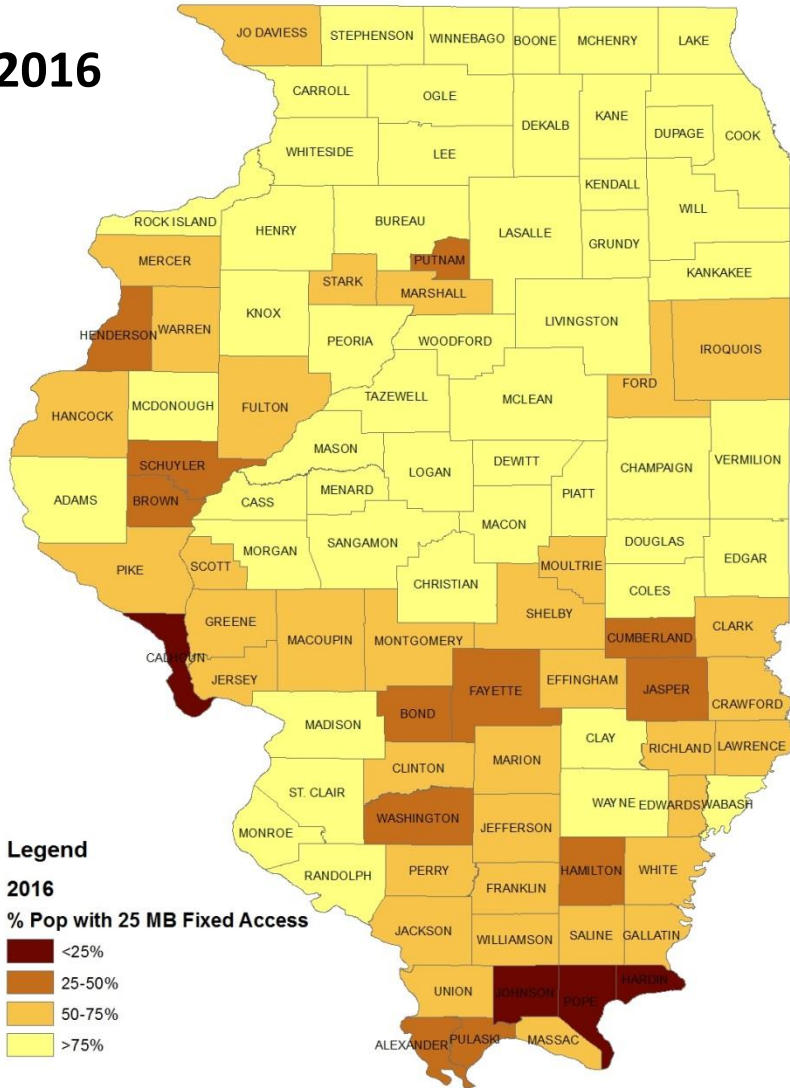 2016
JO DAVIESS
STEPHENSON
WINNEBAGO
BOONE
MCHENRY
LAKE
CARROLL
OGLE
DEKALB
KANE
DUPAGE
COOK
WHITESIDE
LEE
KENDALL
WILL
ROCK ISLAND
HENRY
BUREAU
LASALLE
GRUNDY
MERCER
PUTNAM
KANKAKEE
STARK
MARSHALL
HENDERSON
WARREN
KNOX
PEORIA
WOODFORD
LIVINGSTON
IROQUOIS
FORD
HANCOCK
MCDONOUGH
FULTON
TAZEWELL
MCLEAN
MASON
SCHUYLER
LOGAN
DEWITT
CHAMPAIGN
VERMILION
ADAMS
BROWN
CASS
MENARD
PIATT
MACON
MORGAN
SANGAMON
DOUGLAS
EDGAR
PIKE
SCOTT
CHRISTIAN
MOULTRIE
COLES
GREENE
MACOUPIN
MONTGOMERY
SHELBY
CUMBERLAND
CLARK
CALHOUN
JERSEY
FAYETTE
EFFINGHAM
JASPER
CRAWFORD
MADISON
BOND
CLAY
RICHLAND
LAWRENCE
CLINTON
MARION
ST. CLAIR
WAYNE
EDWARDS
WABASH
MONROE
WASHINGTON
JEFFERSON
RANDOLPH
PERRY
HAMILTON
WHITE
FRANKLIN
JACKSON
WILLIAMSON
SALINE
GALLATIN
UNION
JOHNSON
POPE
HARDIN
ALEXANDER
PULASKI
MASSAC
Legend
2016
% Pop with 25 MB Fixed Access
<25%
25-50%
50-75%
>75%